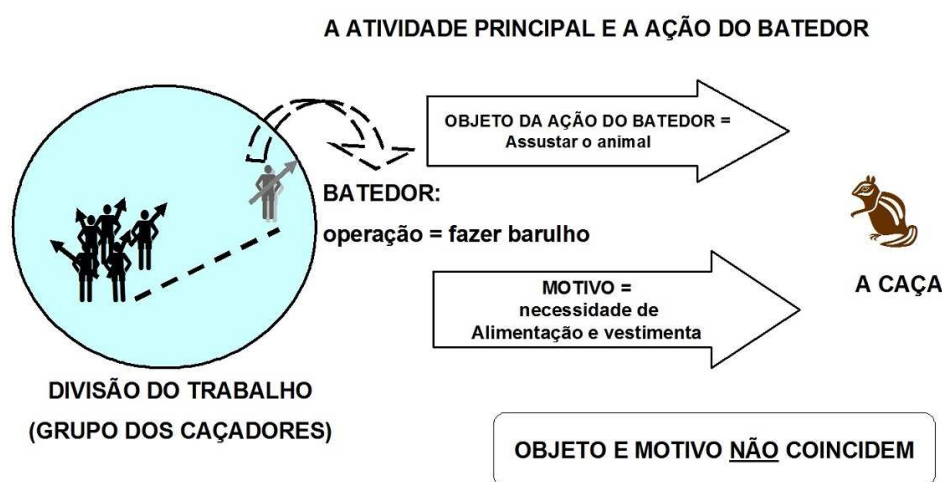 A ATIVIDADE PRINCIPAL E A AÇÃO DO BATEDOR
OBJETO DA AÇÃO DO BATEDOR =
Assustar o animal
BATEDOR:
operação = fazer barulho
MOTIVO =
necessidade de
Alimentação e vestimenta
A CAÇA
DIVISÃO DO TRABALHO
(GRUPO DOS CAÇADORES)
OBJETO E MOTIVO NÃO COINCIDEM